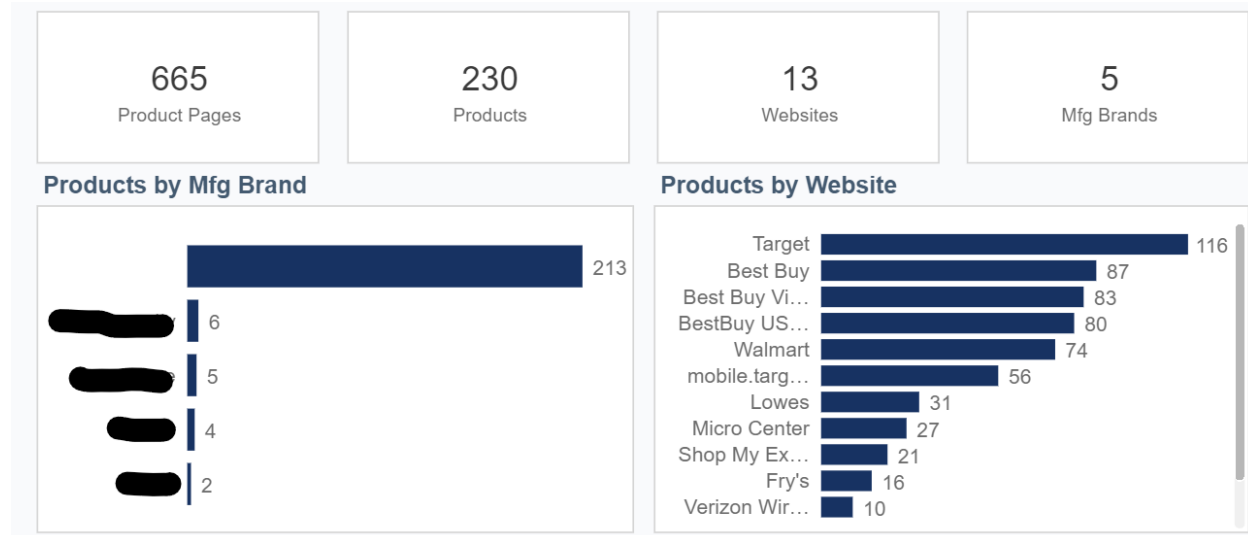 665
Product Pages
230
Products
13
Websites
5
Mfg Brands
Products by Mfg Brand
213
6
5
4
2
Products by Website
Target 116
Best Buy 87
Best Buy Vi... 83
BestBuy US... 80
Walmart 74
mobile.targ... 56
Lowes 31
Micro Center 27
Shop My Ex... 21
Fry's 16
Verizon Wir... 10